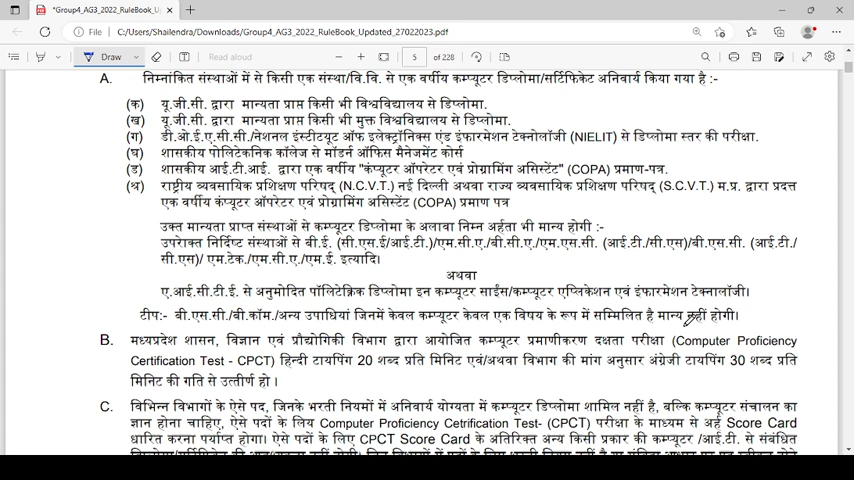 *Group4_AG3_2022_RuleBook_U
File
C:/Users/Shailendra/Downloads/Group4_AG3_2022_RuleBook_Updated_27022023.pdf
Draw
Read aloud
5
of 228
A. निम्नांकित संस्थाओं में से किसी एक संस्था/वि.वि. से एक वर्षीय कम्प्यूटर डिप्लोमा/सर्टिफिकेट अनिवार्य किया गया है :-
(क) यू.जी.सी. द्वारा मान्यता प्राप्त किसी भी विश्वविद्यालय से डिप्लोमा.
(ख) यू.जी.सी. द्वारा मान्यता प्राप्त किसी भी मुक्त विश्वविद्यालय से डिप्लोमा.
(ग) डी.ओ.ई.ए.सी.सी./नेशनल इंस्टीटयूट ऑफ इलेक्ट्रॉनिक्स एंड इंफारमेशन टेक्नोलॉजी (NIELIT) से डिप्लोमा स्तर की परीक्षा.
(घ) शासकीय पोलिटेकनिक कॉलेज से मॉडर्न ऑफिस मैनेजमेंट कोर्स
(ड) शासकीय आई.टी.आई. द्वारा एक वर्षीय "कंप्यूटर ऑपरेटर एवं प्रोग्रामिंग असिस्टेंट" (COPA) प्रमाण-पत्र.
(श्र) राष्ट्रीय व्यवसायिक प्रशिक्षण परिषद् (N.C.V.T.) नई दिल्ली अथवा राज्य व्यवसायिक प्रशिक्षण परिषद् (S.C.V.T.) म.प्र. द्वारा प्रदत्त
एक वर्षीय कंप्यूटर ऑपरेटर एवं प्रोग्रामिंग असिस्टेंट (COPA) प्रमाण पत्र
उक्त मान्यता प्राप्त संस्थाओं से कम्प्यूटर डिप्लोमा के अलावा निम्न अर्हता भी मान्य होगी :-
उपरोक्त निर्दिष्ट संस्थाओं से बी.ई. (सी.एस.ई/आई.टी.)/एम.सी.ए./बी.सी.ए./एम.एस.सी. (आई.टी./सी.एस)/बी.एस.सी. (आई.टी./
सी.एस)/ एम.टेक./एम.सी.ए./एम.ई. इत्यादि।
अथवा
ए.आई.सी.टी.ई. से अनुमोदित पॉलिटेक्निक डिप्लोमा इन कम्प्यूटर साईंस/कम्प्यूटर एप्लिकेशन एवं इंफारमेशन टेक्नालॉजी।
टीप:- बी.एस.सी./बी.कॉम./अन्य उपाधियां जिनमें केवल कम्प्यूटर केवल एक विषय के रूप में सम्मिलित है मान्य नहीं होगी।
B. मध्यप्रदेश शासन, विज्ञान एवं प्रौद्योगिकी विभाग द्वारा आयोजित कम्प्यूटर प्रमाणीकरण दक्षता परीक्षा (Computer Proficiency
Certification Test - CPCT) हिन्दी टायपिंग 20 शब्द प्रति मिनिट एवं/अथवा विभाग की मांग अनुसार अंग्रेजी टायपिंग 30 शब्द प्रति
मिनिट की गति से उत्तीर्ण हो।
C. विभिन्न विभागों के ऐसे पद, जिनके भरती नियमों में अनिवार्य योग्यता में कम्प्यूटर डिप्लोमा शामिल नहीं है, बल्कि कम्प्यूटर संचालन का
ज्ञान होना चाहिए, ऐसे पदों के लिय Computer Proficiency Cetrification Test- (CPCT) परीक्षा के माध्यम से अर्ह Score Card
धारित करना पर्याप्त होगा। ऐसे पदों के लिए CPCT Score Card के अतिरिक्त अन्य किसी प्रकार की कम्प्यूटर /आई.टी. से संबंधित